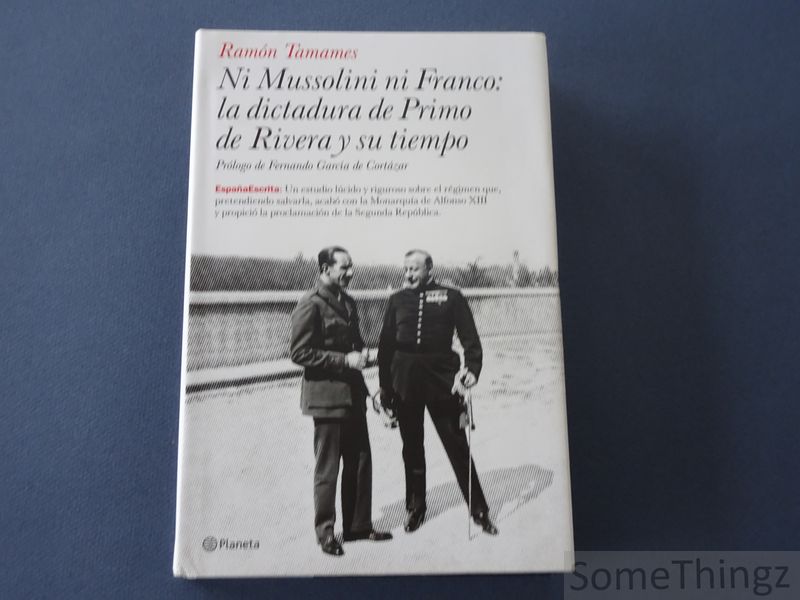 Ramón Tamames
Ni Mussolini ni Franco:
la dictadura de Primo
de Rivera y su tiempo
Prólogo de Fernando García de Cortázar
EspañaEscrita: Un estudio lúcido y riguroso sobre el régimen que,
pretendiendo salvarla, acabó con la Monarquía de Alfonso XIII
y propició la proclamación de la Segunda República.
Planeta
SomeThingz